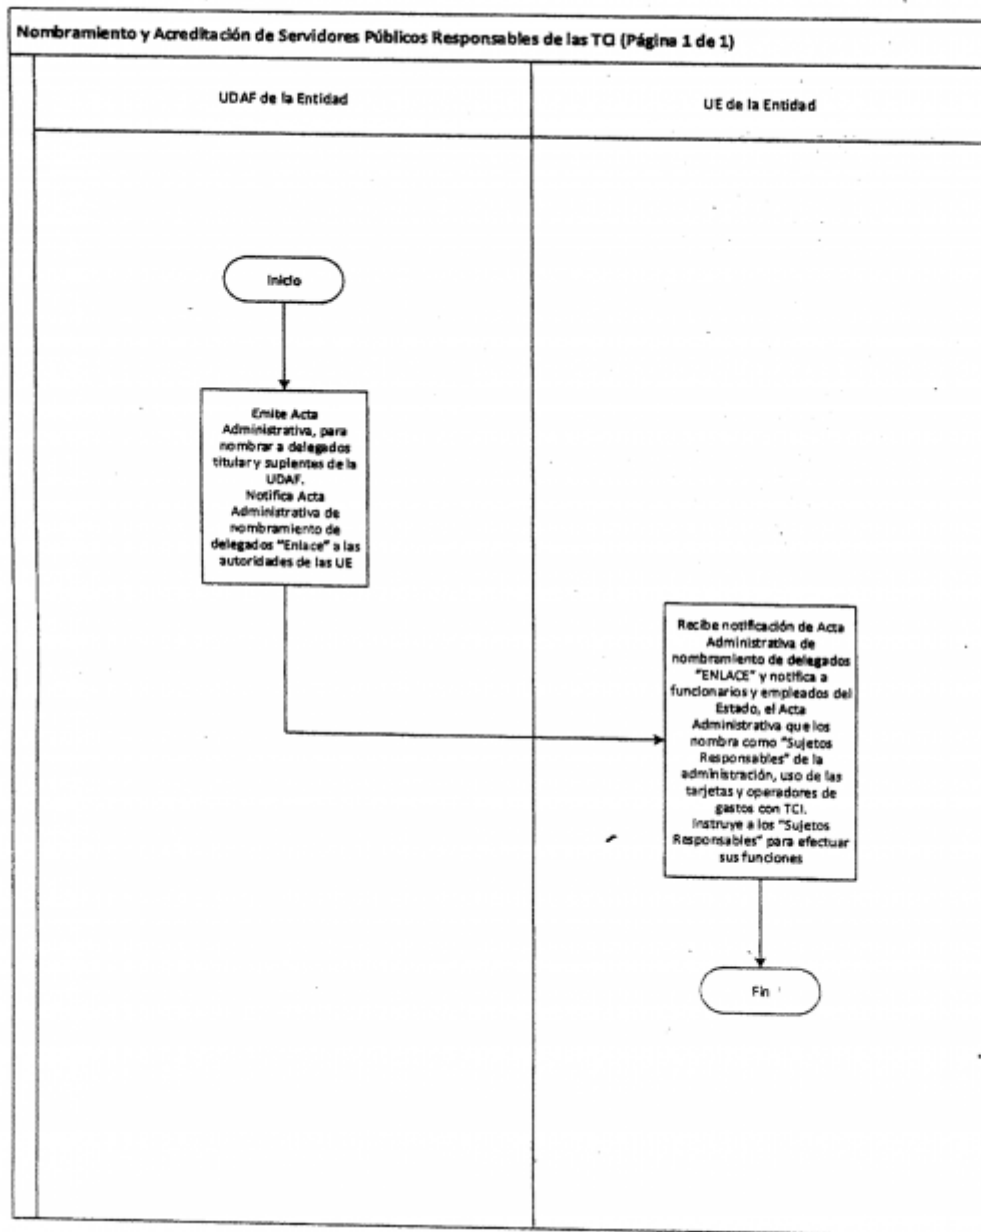 Nombramiento y Acreditación de Servidores Públicos Responsables de las TCI (Página 1 de 1)
UDAF de la Entidad
UE de la Entidad
Inicio
Emite Acta
Administrativa, para
nombrar a delegados
titular y suplentes de la
UDAF.
Notifica Acta
Administrativa de
nombramiento de
delegados "Enlace" a las
autoridades de las UE
Recibe notificación de Acta
Administrativa de
nombramiento de delegados
"ENLACE" y notifica a
funcionarios y empleados del
Estado, el Acta
Administrativa que los
nombra como "Sujetos
Responsables" de la
administración, uso de las
tarjetas y operadores de
gastos con TCI.
Instruye a los "Sujetos
Responsables" para efectuar
sus funciones
Fin